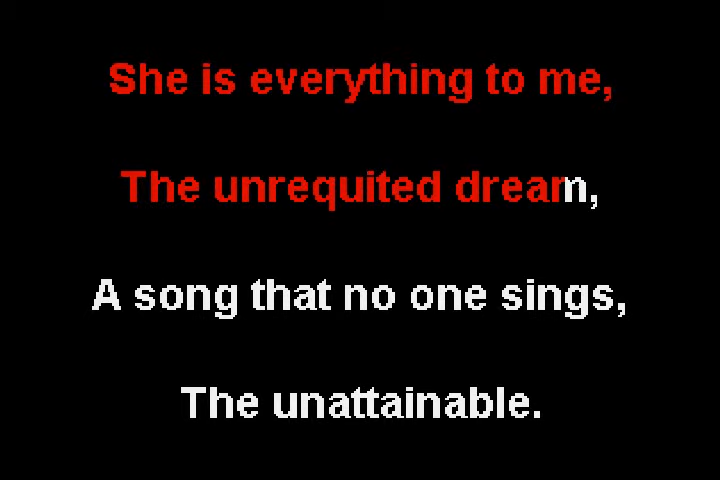 She is everything to me,
The unrequited dream,
A song that no one sings,
The unattainable.